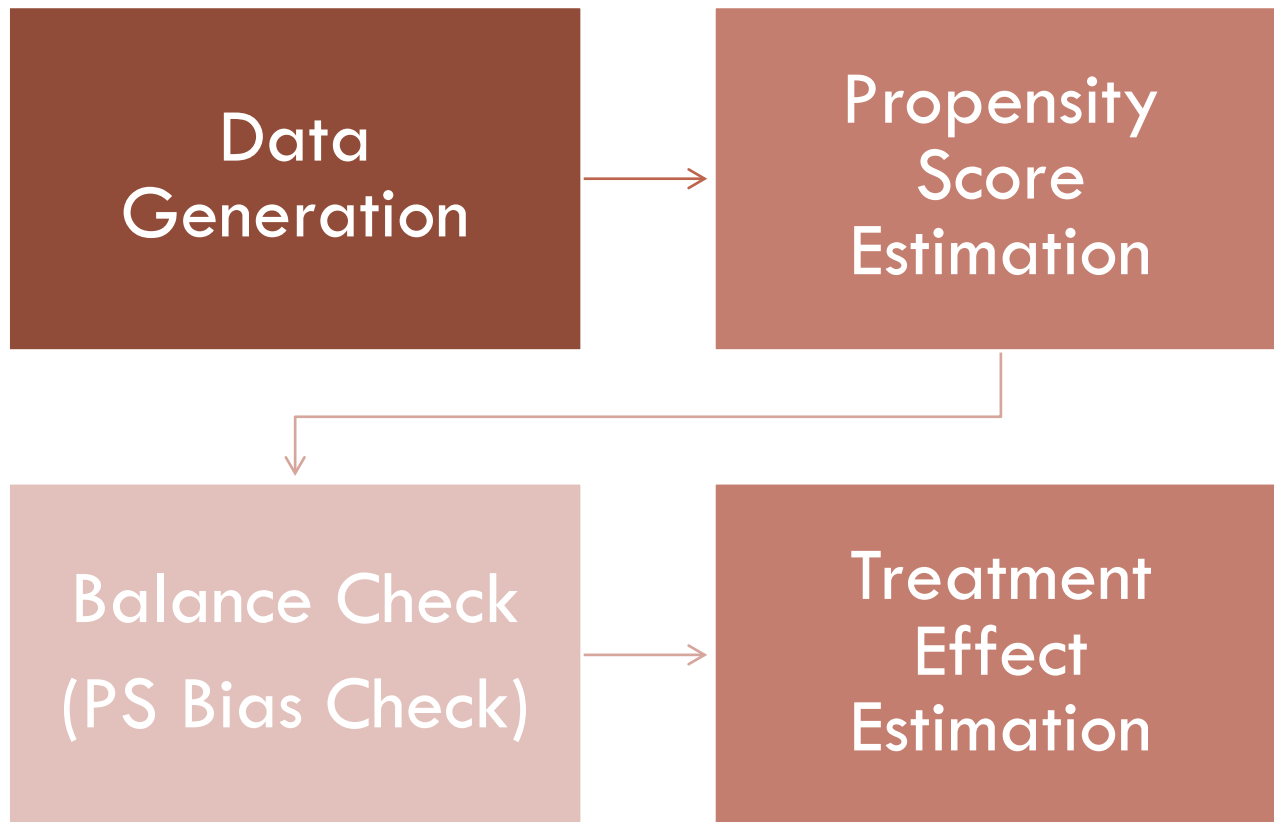 Data
Generation
Propensity
Score
Estimation
Balance Check
(PS Bias Check)
Treatment
Effect
Estimation